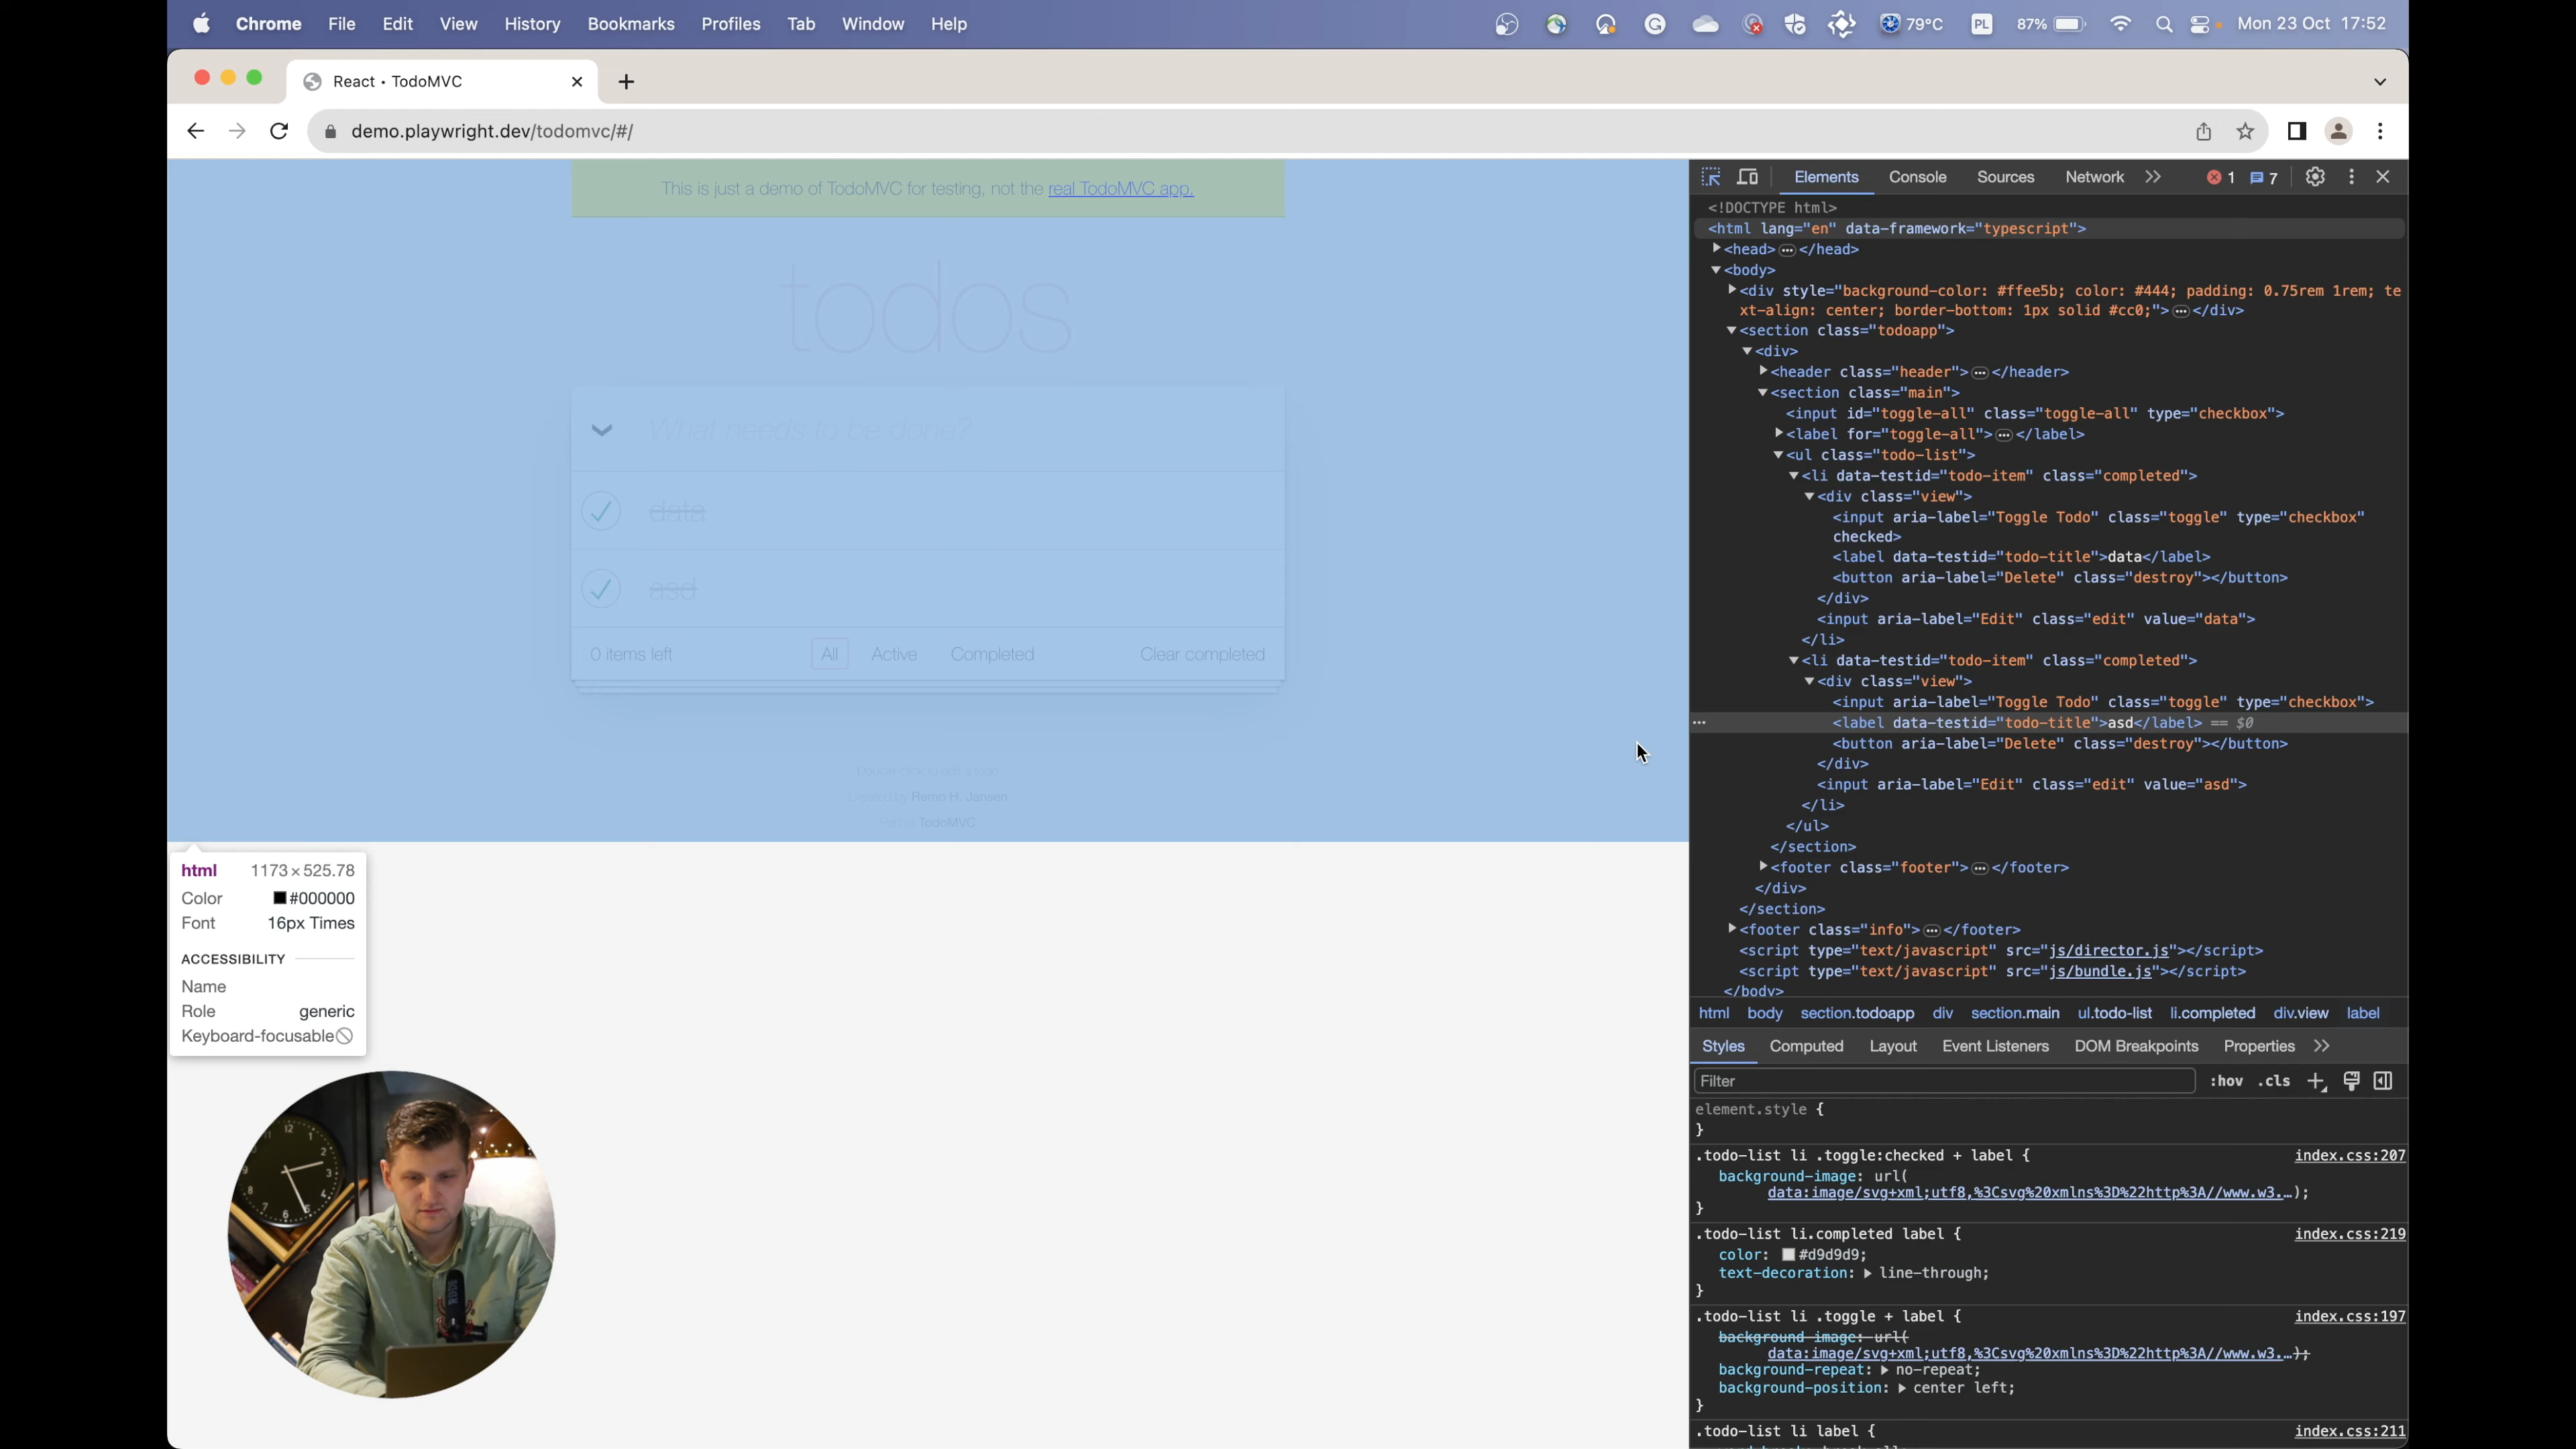 Chrome File Edit View History Bookmarks Profiles Tab Window Help
79°C PL 87% Mon 23 Oct 17:52
React • TodoMVC
demo.playwright.dev/todomvc/#/
This is just a demo of TodoMVC for testing, not the real TodoMVC app.
todos
What needs to be done?
data
asd
0 items left All Active Completed Clear completed
Double-click to edit a todo
Created by Remo H. Jansen
Part of TodoMVC
html 1173×525.78
Color #000000
Font 16px Times
ACCESSIBILITY
Name
Role generic
Keyboard-focusable
Elements Console Sources Network 1 7
<!DOCTYPE html>
<html lang="en" data-framework="typescript">
<head> </head>
<body>
<div style="background-color: #ffee5b; color: #444; padding: 0.75rem 1rem; te
xt-align: center; border-bottom: 1px solid #cc0;"> </div>
<section class="todoapp">
<div>
<header class="header"> </header>
<section class="main">
<input id="toggle-all" class="toggle-all" type="checkbox">
<label for="toggle-all"> </label>
<ul class="todo-list">
<li data-testid="todo-item" class="completed">
<div class="view">
<input aria-label="Toggle Todo" class="toggle" type="checkbox"
checked>
<label data-testid="todo-title">data</label>
<button aria-label="Delete" class="destroy"></button>
</div>
<input aria-label="Edit" class="edit" value="data">
</li>
<li data-testid="todo-item" class="completed">
<div class="view">
<input aria-label="Toggle Todo" class="toggle" type="checkbox">
<label data-testid="todo-title">asd</label> == $0
<button aria-label="Delete" class="destroy"></button>
</div>
<input aria-label="Edit" class="edit" value="asd">
</li>
</ul>
</section>
<footer class="footer"> </footer>
</div>
</section>
<footer class="info"> </footer>
<script type="text/javascript" src="js/director.js"></script>
<script type="text/javascript" src="js/bundle.js"></script>
</body>
html body section.todoapp div section.main ul.todo-list li.completed div.view label
Styles Computed Layout Event Listeners DOM Breakpoints Properties
Filter :hov .cls
element.style {
}
.todo-list li .toggle:checked + label { index.css:207
background-image: url(
data:image/svg+xml;utf8,%3Csvg%20xmlns%3D%22http%3A//www.w3.…);
}
.todo-list li.completed label { index.css:219
color: #d9d9d9;
text-decoration: line-through;
}
.todo-list li .toggle + label { index.css:197
background-image: url(
data:image/svg+xml;utf8,%3Csvg%20xmlns%3D%22http%3A//www.w3.…);
background-repeat: no-repeat;
background-position: center left;
}
.todo-list li label { index.css:211